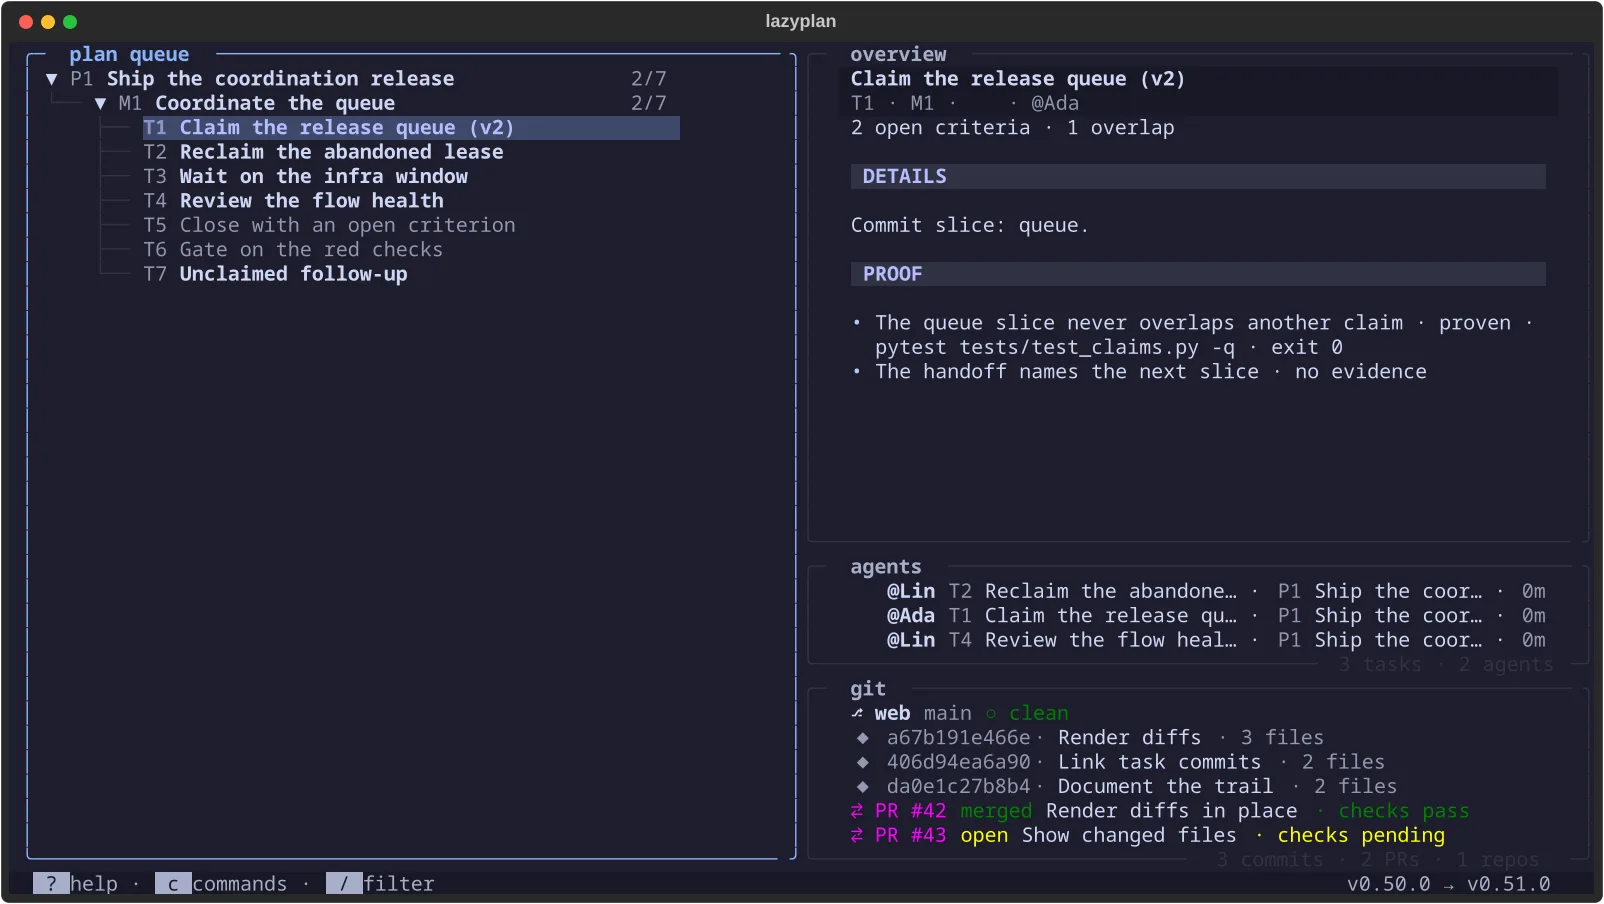 lazyplan
plan queue
▼ P1 Ship the coordination release 2/7
▼ M1 Coordinate the queue 2/7
T1 Claim the release queue (v2)
T2 Reclaim the abandoned lease
T3 Wait on the infra window
T4 Review the flow health
T5 Close with an open criterion
T6 Gate on the red checks
T7 Unclaimed follow-up
overview
Claim the release queue (v2)
T1 · M1 · · @Ada
2 open criteria · 1 overlap
DETAILS
Commit slice: queue.
PROOF
• The queue slice never overlaps another claim · proven ·
pytest tests/test_claims.py -q · exit 0
• The handoff names the next slice · no evidence
agents
@Lin T2 Reclaim the abandone… · P1 Ship the coor… · 0m
@Ada T1 Claim the release qu… · P1 Ship the coor… · 0m
@Lin T4 Review the flow heal… · P1 Ship the coor… · 0m
3 tasks · 2 agents
git
⎇ web main ○ clean
◆ a67b191e466e · Render diffs · 3 files
◆ 406d94ea6a90 · Link task commits · 2 files
◆ da0e1c27b8b4 · Document the trail · 2 files
⇄ PR #42 merged Render diffs in place · checks pass
⇄ PR #43 open Show changed files · checks pending
3 commits · 2 PRs · 1 repos
? help · c commands · / filter
v0.50.0 → v0.51.0